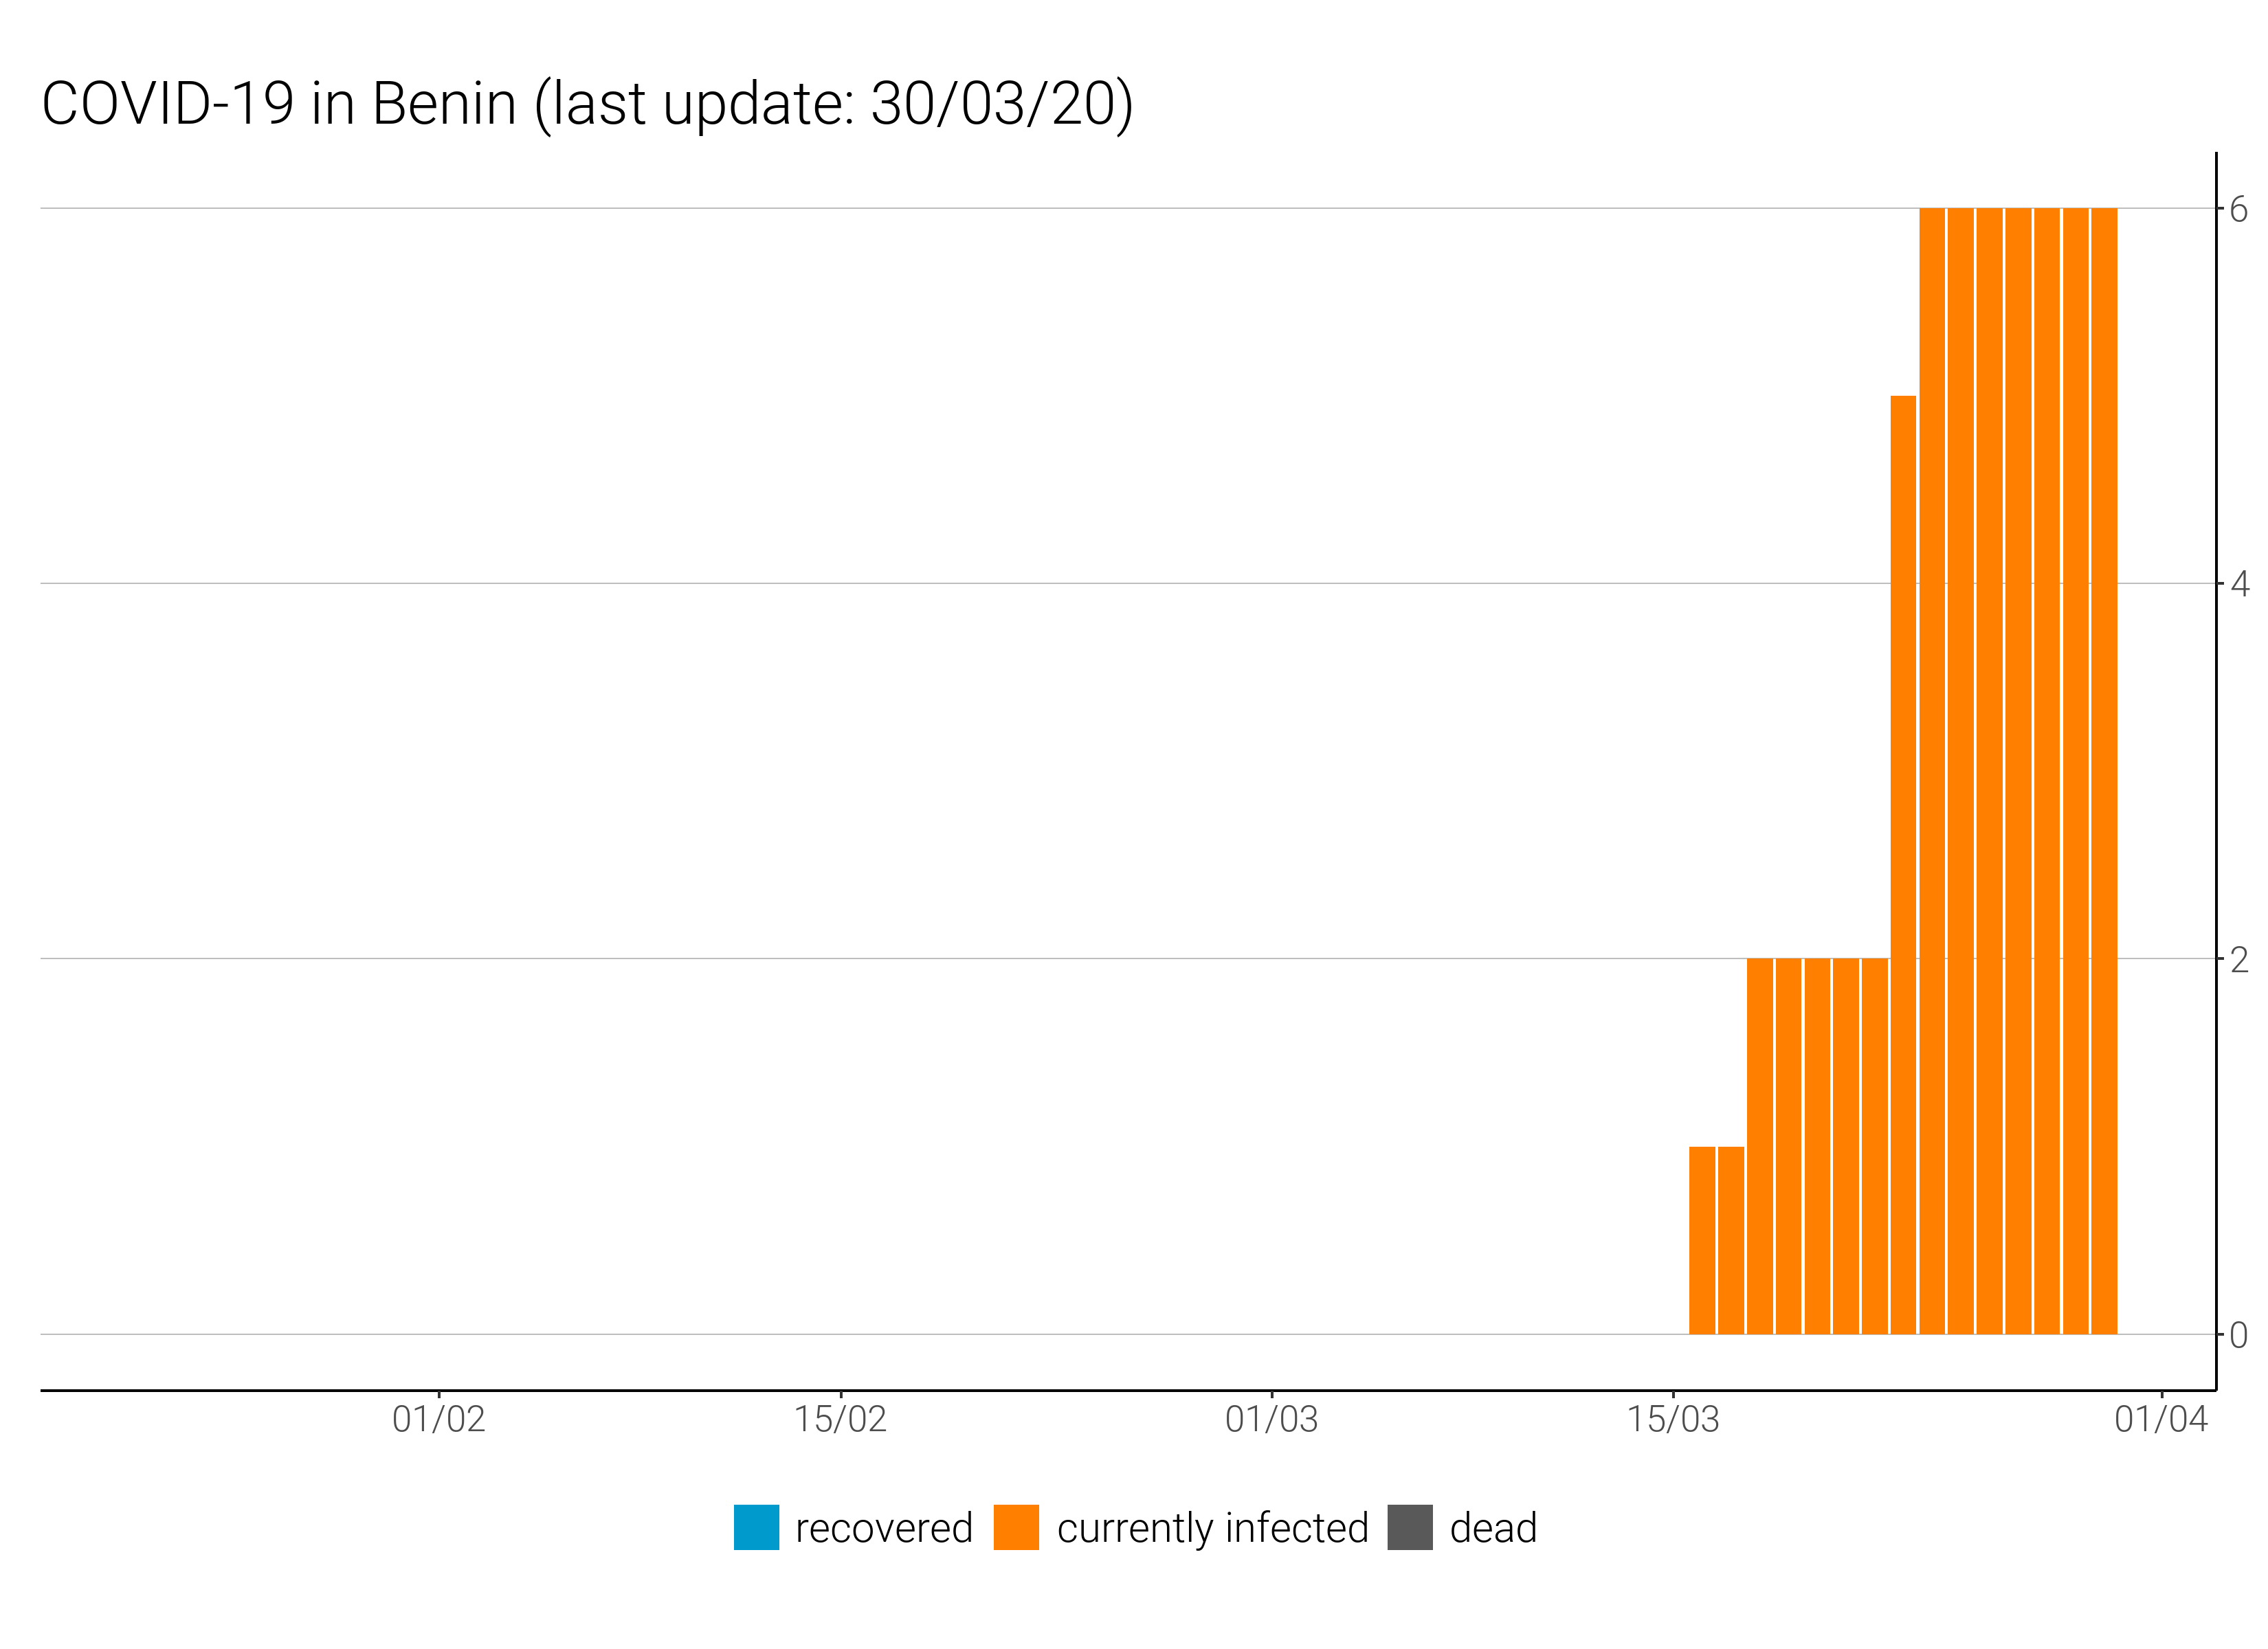 COVID-19 in Benin (last update: 30/03/20)
6
4
2
0
01/02 15/02 01/03 15/03 01/04
recovered currently infected dead